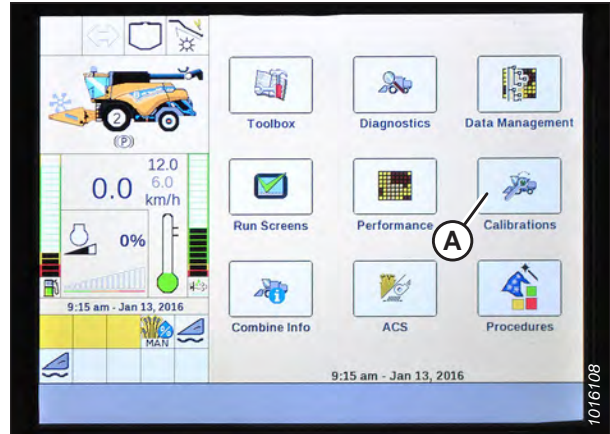 2
(P)
12.0
0.0
6.0
km/h
0%
9:15 am - Jan 13, 2016
MAN
Toolbox
Diagnostics
Data Management
Run Screens
Performance
Calibrations
A
Combine Info
ACS
Procedures
9:15 am - Jan 13, 2016
1016108